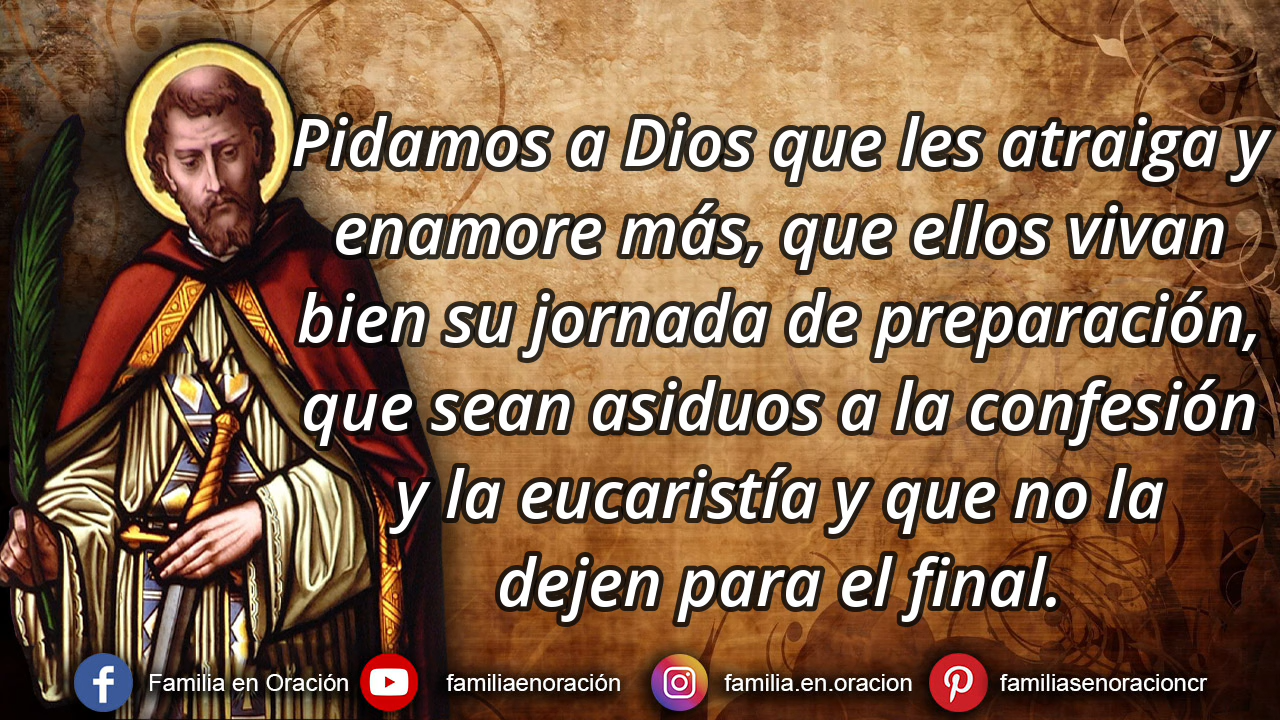 Pidamos a Dios que les atraiga y
enamore más, que ellos vivan
bien su jornada de preparación,
que sean asiduos a la confesión
y la eucaristía y que no la
dejen para el final.
Familia en Oración familiaenoración familia.en.oracion familiasenoracioncr